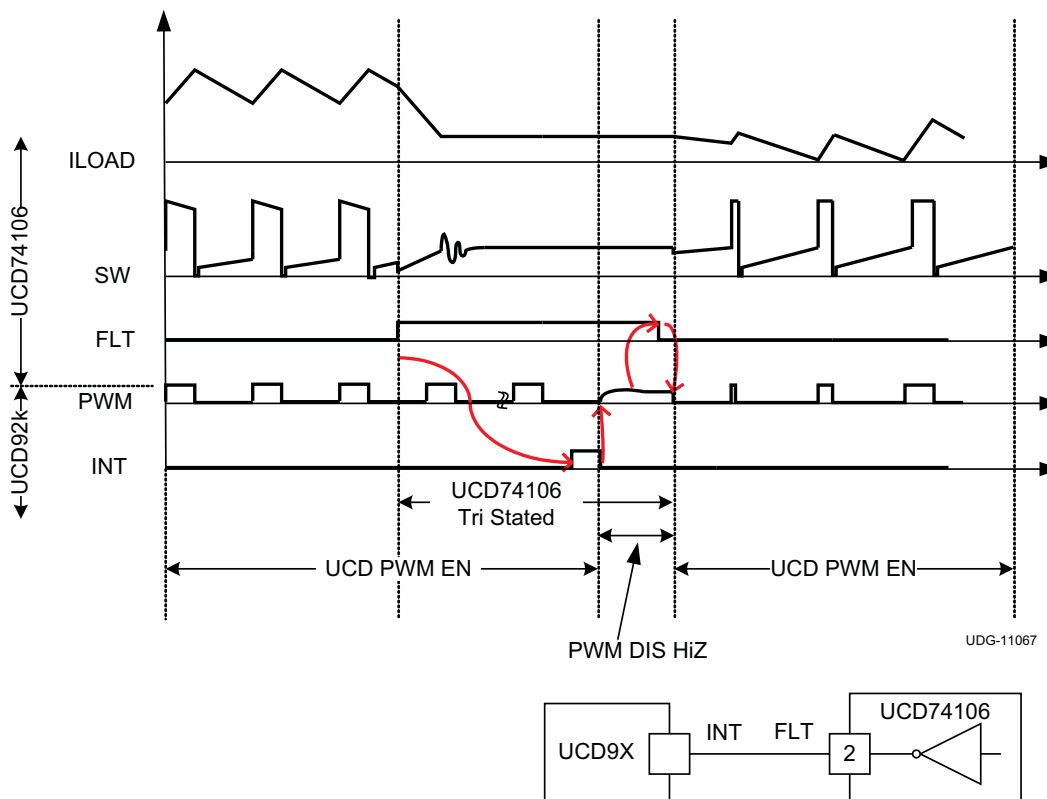 ILOAD
UCD74106
SW
FLT
PWM
UCD92k
INT
UCD74106
Tri Stated
UCD PWM EN
UCD PWM EN
PWM DIS HiZ
UDG-11067
UCD74106
INT
FLT
UCD9X
2